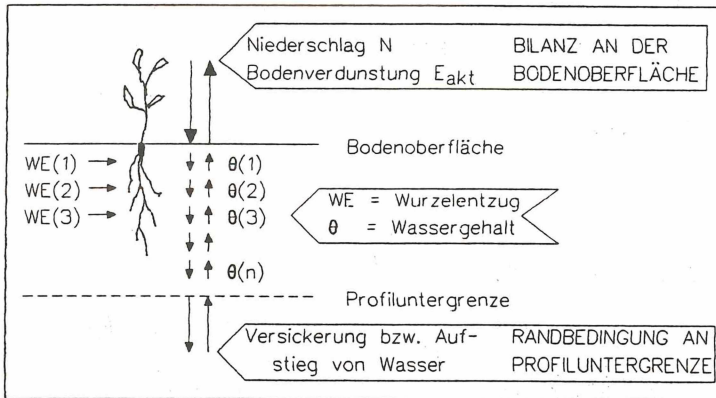 Niederschlag N BILANZ AN DER
Bodenverdunstung Eakt BODENOBERFLÄCHE
Bodenoberfläche
WE(1) θ(1)
WE(2) θ(2)
WE(3) θ(3)
WE = Wurzelentzug
θ = Wassergehalt
θ(n)
Profiluntergrenze
Versickerung bzw. Auf- RANDBEDINGUNG AN
stieg von Wasser PROFILUNTERGRENZE